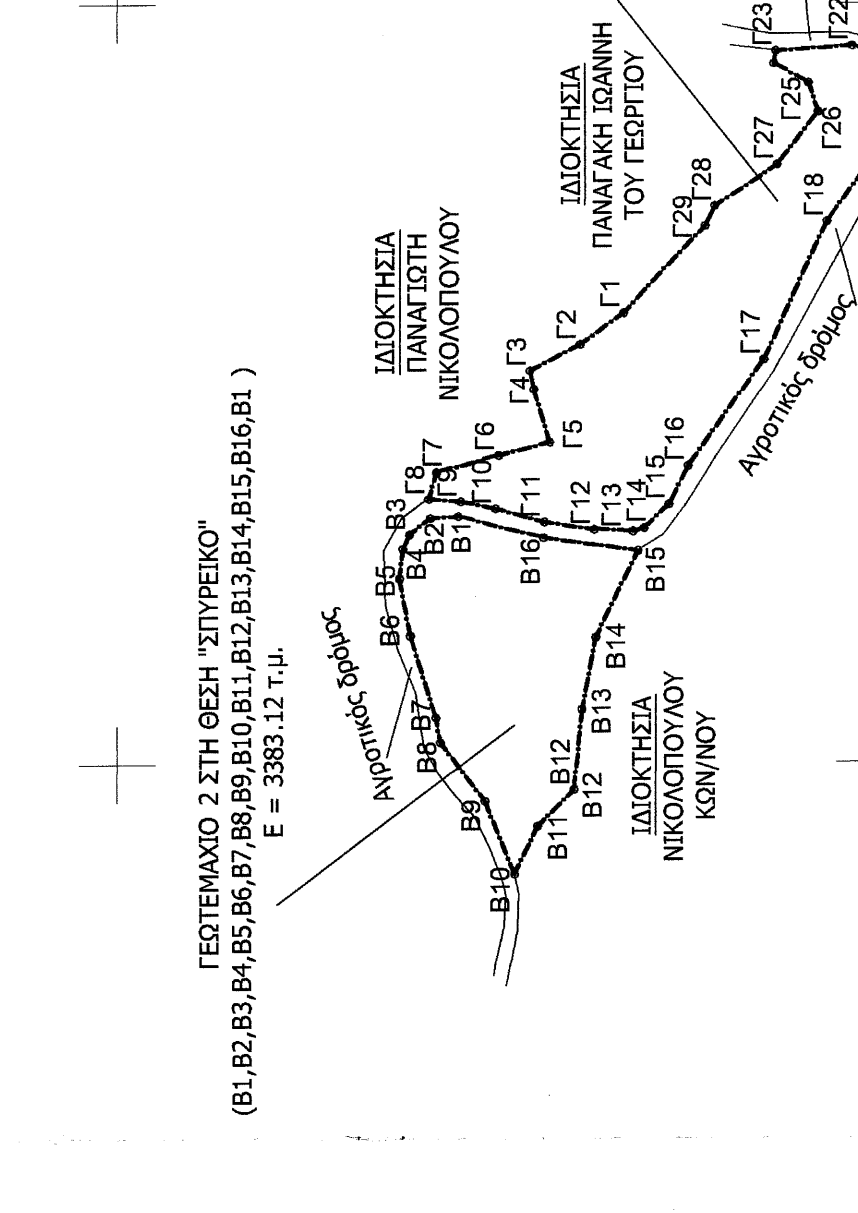 ΓΕΩΤΕΜΑΧΙΟ 2 ΣΤΗ ΘΕΣΗ "ΣΠΥΡΕΙΚΟ"
(Β1,Β2,Β3,Β4,Β5,Β6,Β7,Β8,Β9,Β10,Β11,Β12,Β13,Β14,Β15,Β16,Β1 )
Ε = 3383.12 τ.μ.
Αγροτικός δρόμος
ΙΔΙΟΚΤΗΣΙΑ
ΠΑΝΑΓΙΩΤΗ
ΝΙΚΟΛΟΠΟΥΛΟΥ
ΙΔΙΟΚΤΗΣΙΑ
ΠΑΝΑΓΑΚΗ ΙΩΑΝΝΗ
ΤΟΥ ΓΕΩΡΓΙΟΥ
ΙΔΙΟΚΤΗΣΙΑ
ΝΙΚΟΛΟΠΟΥΛΟΥ
ΚΩΝ/ΝΟΥ
Αγροτικός δρόμος
Β10
Β9
Β8
Β7
Β6
Β5
Β4
Β3
Β2
Β1
Β16
Β15
Β14
Β13
Β12
Β12
Β11
Γ8
Γ7
Γ9
Γ10
Γ6
Γ11
Γ5
Γ4
Γ3
Γ2
Γ1
Γ12
Γ13
Γ14
Γ15
Γ16
Γ17
Γ18
Γ29
Γ28
Γ27
Γ26
Γ25
Γ23
Γ22